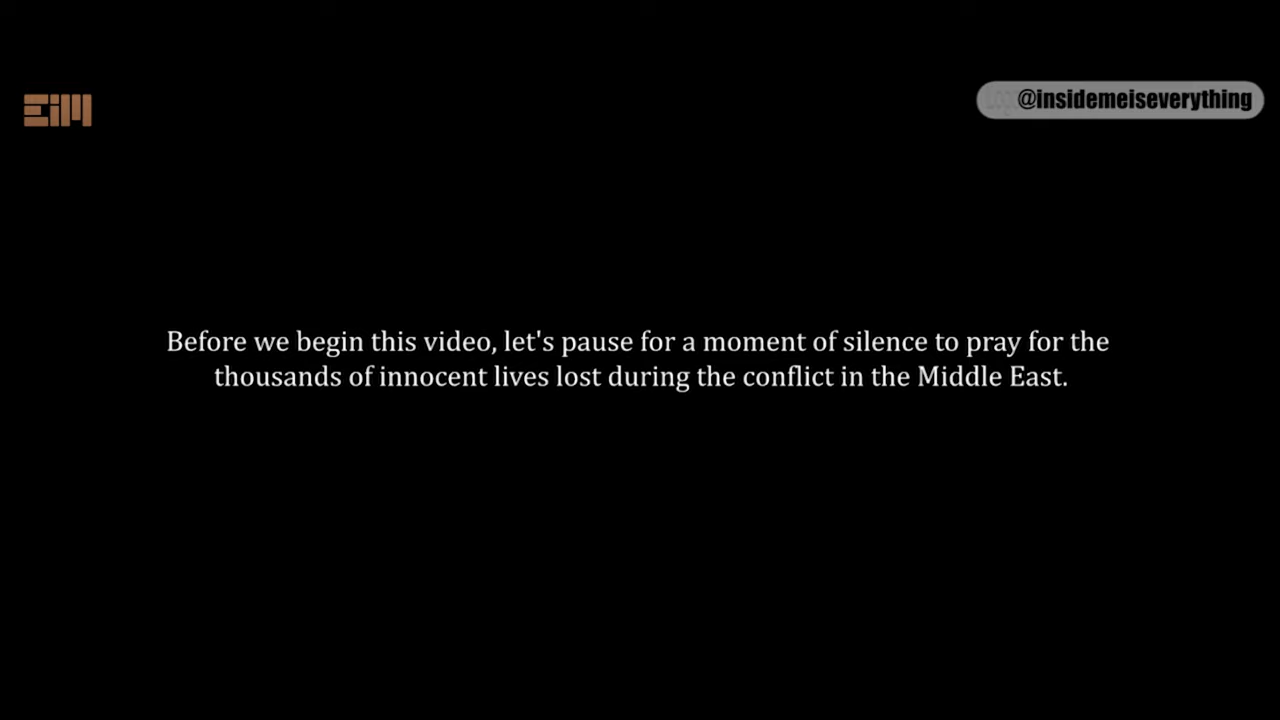 EiM
@insidemeiseverything
Before we begin this video, let's pause for a moment of silence to pray for the
thousands of innocent lives lost during the conflict in the Middle East.